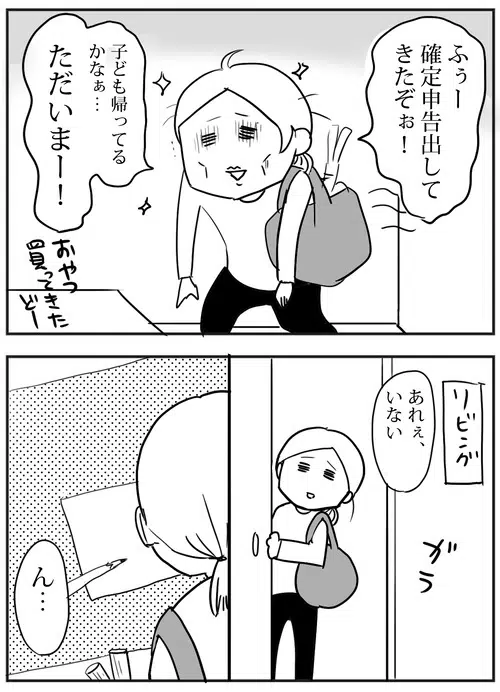 ふぅー
確定申告出して
きたぞぉ!
子ども帰ってる
かなぁ…
ただいまー!
おやつ
買ってきた
どー
リビング
あれぇ、
いない
がら
ん…